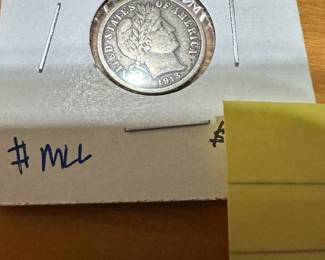 UNITED STATES OF AMERICA
1913
# MLL
$